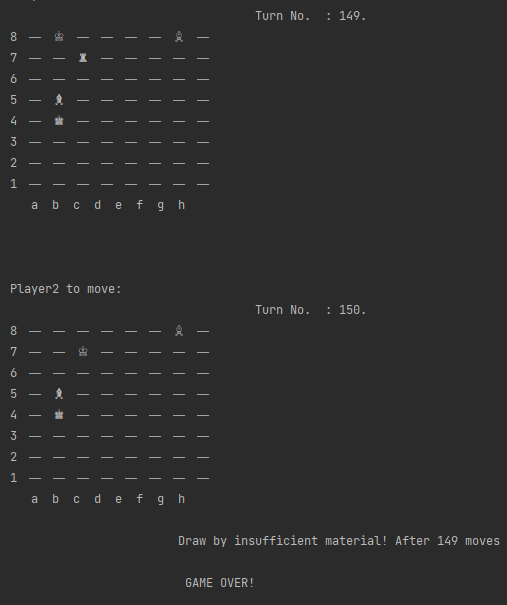 Turn No.  : 149.
8 — ♔ — — — — ♗ —
7 — — ♜ — — — — —
6 — — — — — — — —
5 — ♝ — — — — — —
4 — ♚ — — — — — —
3 — — — — — — — —
2 — — — — — — — —
1 — — — — — — — —
a b c d e f g h
Player2 to move:
Turn No.  : 150.
8 — — — — — — ♗ —
7 — — ♔ — — — — —
6 — — — — — — — —
5 — ♝ — — — — — —
4 — ♚ — — — — — —
3 — — — — — — — —
2 — — — — — — — —
1 — — — — — — — —
a b c d e f g h
Draw by insufficient material! After 149 moves
GAME OVER!